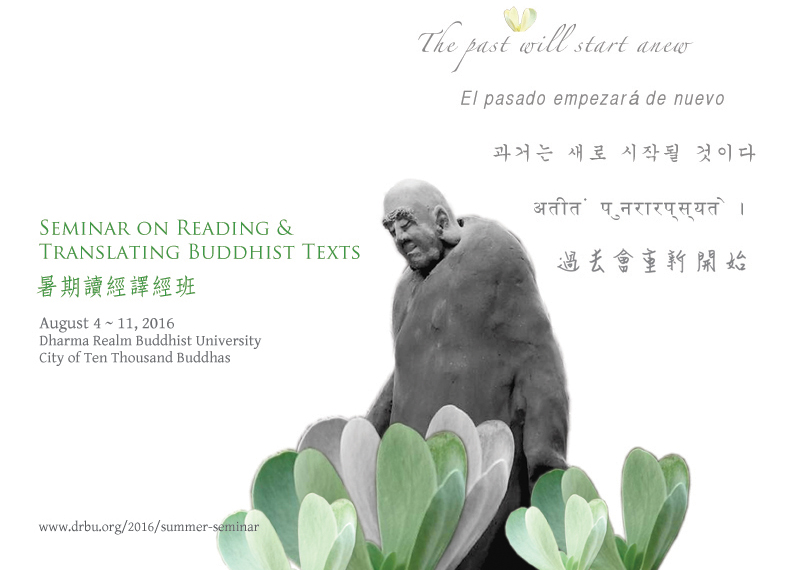 The past will start anew
El pasado empezará de nuevo
과거는 새로 시작될 것이다
अतीतं पुनरारप्स्यते ।
過去會重新開始
SEMINAR ON READING &
TRANSLATING BUDDHIST TEXTS
暑期讀經譯經班
August 4 ~ 11, 2016
Dharma Realm Buddhist University
City of Ten Thousand Buddhas
www.drbu.org/2016/summer-seminar